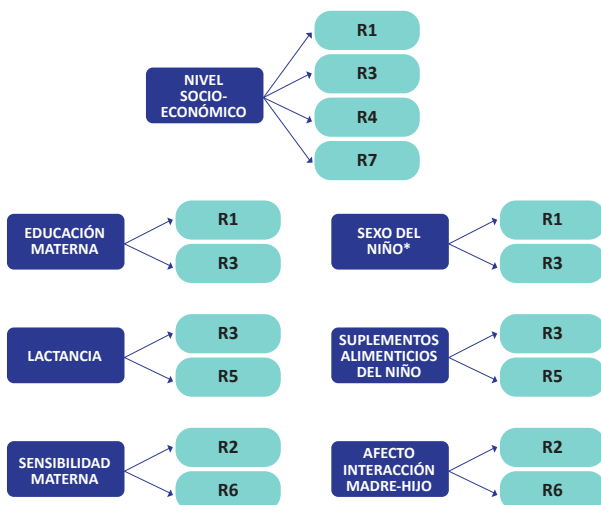 R1
R3
NIVEL
SOCIO-
ECONÓMICO
R4
R7
EDUCACIÓN
MATERNA
R1
R3
SEXO DEL
NIÑO*
R1
R3
LACTANCIA
R3
R5
SUPLEMENTOS
ALIMENTICIOS
DEL NIÑO
R3
R5
SENSIBILIDAD
MATERNA
R2
R6
AFECTO
INTERACCIÓN
MADRE-HIJO
R2
R6